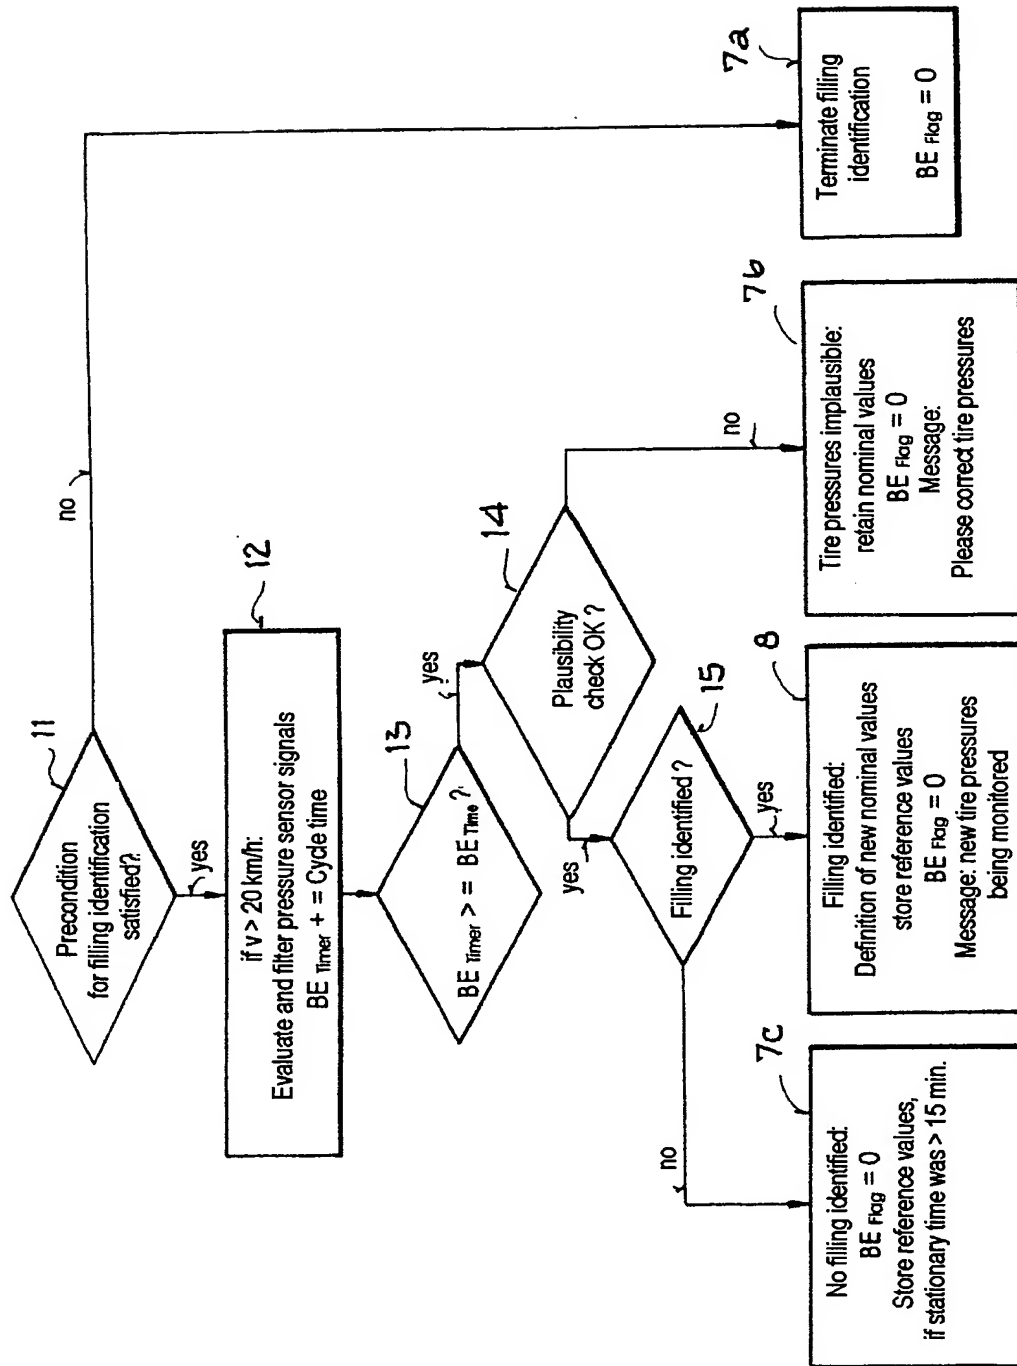 11
Precondition
for filling identification
satisfied?
no
yes
12
if v > 20 km/h:
Evaluate and filter pressure sensor signals
BE Timer + = Cycle time
13
BE Timer > = BE Time ?
yes
14
Plausibility
check OK ?
no
yes
15
Filling identified ?
no
yes
7c
No filling identified:
BE Flag = 0
Store reference values,
if stationary time was > 15 min.
8
Filling identified:
Definition of new nominal values
store reference values
BE Flag = 0
Message: new tire pressures
being monitored
7b
Tire pressures implausible:
retain nominal values
BE Flag = 0
Message:
Please correct tire pressures
7a
Terminate filling
identification
BE Flag = 0